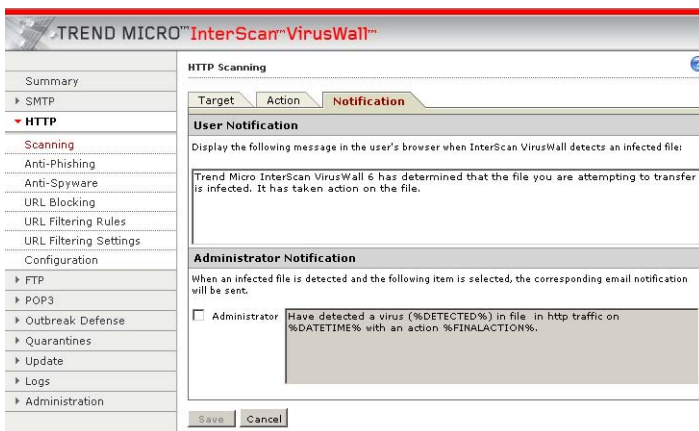 TREND MICRO™ InterScan™ VirusWall™
Summary
SMTP
HTTP
Scanning
Anti-Phishing
Anti-Spyware
URL Blocking
URL Filtering Rules
URL Filtering Settings
Configuration
FTP
POP3
Outbreak Defense
Quarantines
Update
Logs
Administration
HTTP Scanning
Target Action Notification
User Notification
Display the following message in the user's browser when InterScan VirusWall detects an infected file:
Trend Micro InterScan VirusWall 6 has determined that the file you are attempting to transfer
is infected. It has taken action on the file.
Administrator Notification
When an infected file is detected and the following item is selected, the corresponding email notification
will be sent.
Administrator
Have detected a virus (%DETECTED%) in file in http traffic on
%DATETIME% with an action %FINALACTION%.
Save Cancel